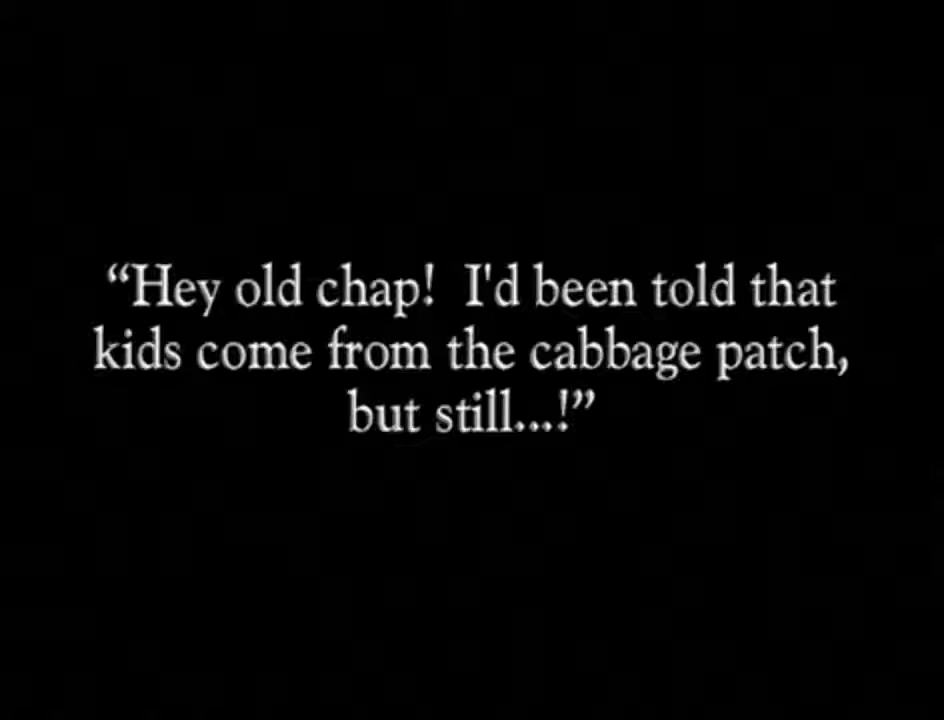 “Hey old chap!  I'd been told that
kids come from the cabbage patch,
but still...!”